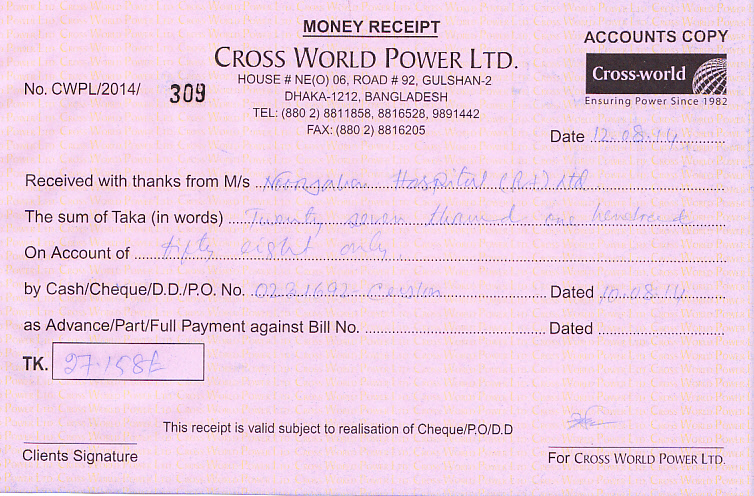 MONEY RECEIPT
ACCOUNTS COPY
CROSS WORLD POWER LTD.
Cross-world
Ensuring Power Since 1982
HOUSE # NE(O) 06, ROAD # 92, GULSHAN-2
DHAKA-1212, BANGLADESH
TEL: (880 2) 8811858, 8816528, 9891442
FAX: (880 2) 8816205
No. CWPL/2014/ 309
Date 12.08.14
Received with thanks from M/s Hospital (Pvt) Ltd
The sum of Taka (in words) Twenty seven thousand one hundred
On Account of fifty eight only.
by Cash/Cheque/D.D./P.O. No. 0231692- Dated 10.08.14
as Advance/Part/Full Payment against Bill No. Dated
TK. 27.158/-
This receipt is valid subject to realisation of Cheque/P.O/D.D
Clients Signature
For CROSS WORLD POWER LTD.